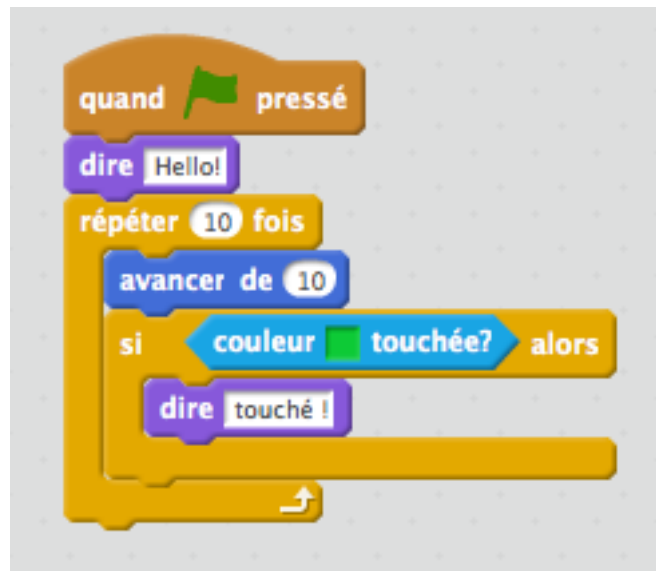 quand pressé
dire Hello!
répéter 10 fois
avancer de 10
si couleur touchée? alors
dire touché !